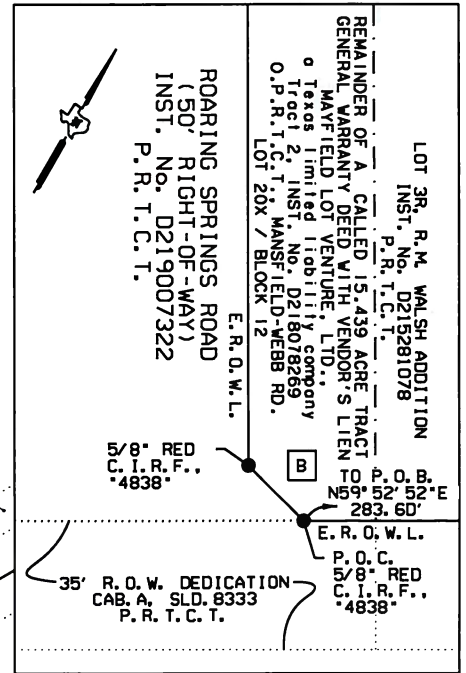 LOT 3R, R.M. WALSH ADDITION
INST. No. D215281078
P.R.T.C.T.
REMAINDER OF A CALLED 15.439 ACRE TRACT
GENERAL WARRANTY DEED WITH VENDOR'S LIEN
MAYFIELD LOT VENTURE, LTD.,
a Texas limited liability company
Tract 2, INST. No. D218078269
O.P.R.T.C.T., MANSFIELD-WEBB RD.
LOT 20X / BLOCK 12
E.R.O.W.L.
ROARING SPRINGS ROAD
(50' RIGHT-OF-WAY)
INST. No. D219007322
P.R.T.C.T.
5/8" RED
C.I.R.F.,
"4838"
B
TO P.O.B.
N59°52'52"E
283.60'
E.R.O.W.L.
P.O.C.
5/8" RED
C.I.R.F.,
"4838"
35' R.O.W. DEDICATION
CAB.A, SLD.8333
P.R.T.C.T.